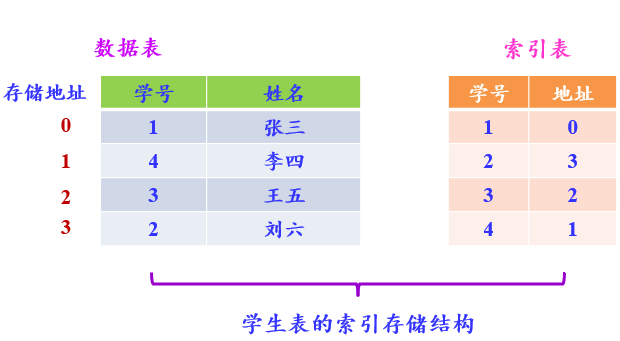 数据表 索引表
存储地址 学号 姓名 学号 地址
0 1 张三 1 0
1 4 李四 2 3
2 3 王五 3 2
3 2 刘六 4 1
学生表的索引存储结构